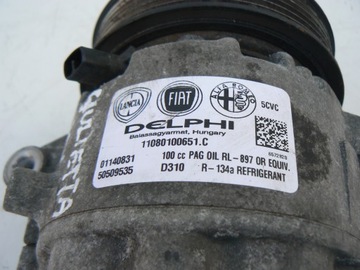 LANCIA
FIAT
ALFA ROMEO
5CVC
DELPHI
Balassagyarmat, Hungary
11080100651.C
01140831
100 cc PAG OIL RL-897 OR EQUIV.
50509535
D310
R-134a REFRIGERANT
GIULIETTA